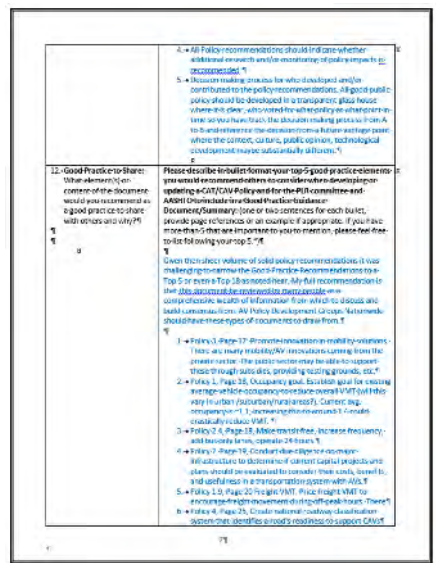 4. All Policy recommendations should indicate whether
additional research and/or monitoring of policy impacts is
recommended.
5. Decision making process for who developed and/or
contributed to the policy recommendations. All good public
policy should be developed in a transparent glass house
where it is clear, who voted for what policy at what point in
time so you have track the decision making process from A
to B and reference the decision from a future vantage point
where the context, culture, public opinion, technological
development maybe substantially different.
12. Good Practice to Share:
What element(s) or
content of the document
would you recommend as
a good practice to share
with others and why?
Please describe in bullet format your top 5 good practice elements
you would recommend others to consider when developing or
updating a CAT/CAV Policy and for the committee and
AASHTO to include in a Good Practice Guidance
Document/Summary: (one or two sentences for each bullet,
provide page references or an example if appropriate. If you have
more than 5 that are important to you to mention, please feel free
to list following your top 5.")
Given the sheer volume of solid policy recommendations it was
challenging to narrow the Good Practice Recommendations to a
Top 5 or even a Top 18 as noted hear. My full recommendation is
that this document be reviewed by many people as a
comprehensive wealth of information from which to discuss and
build consensus from. AV Policy Development Groups Nationwide
should have these types of documents to draw from.
1. Policy 1, Page 17. Promote innovation in mobility solutions -
There are many mobility/AV innovations coming from the
private sector. The public sector may be able to support
these through subsidies, providing testing grounds, etc.
2. Policy 1, Page 18, Occupancy goal. Establish goal for existing
average vehicle occupancy to reduce overall VMT (will this
vary in urban / suburban / rural areas?). Current avg.
occupancy is ~1.1, increasing this to around 1.4 could
drastically reduce VMT.
3. Policy 2.4, Page 18, Make transit free, increase frequency,
add bus only lanes, operate 24 hours
4. Policy 7 Page 19, Conduct due diligence on major
infrastructure to determine if current capital projects and
plans should be evaluated to consider their costs, benefits,
and usefulness in a transportation system with AVs.
5. Policy 1.9, Page 20 Freight VMT. Price freight VMT to
encourage freight movement during off-peak hours. There
6. Policy 4, Page 25, Create national roadway classification
system that identifies a road's readiness to support CAVs